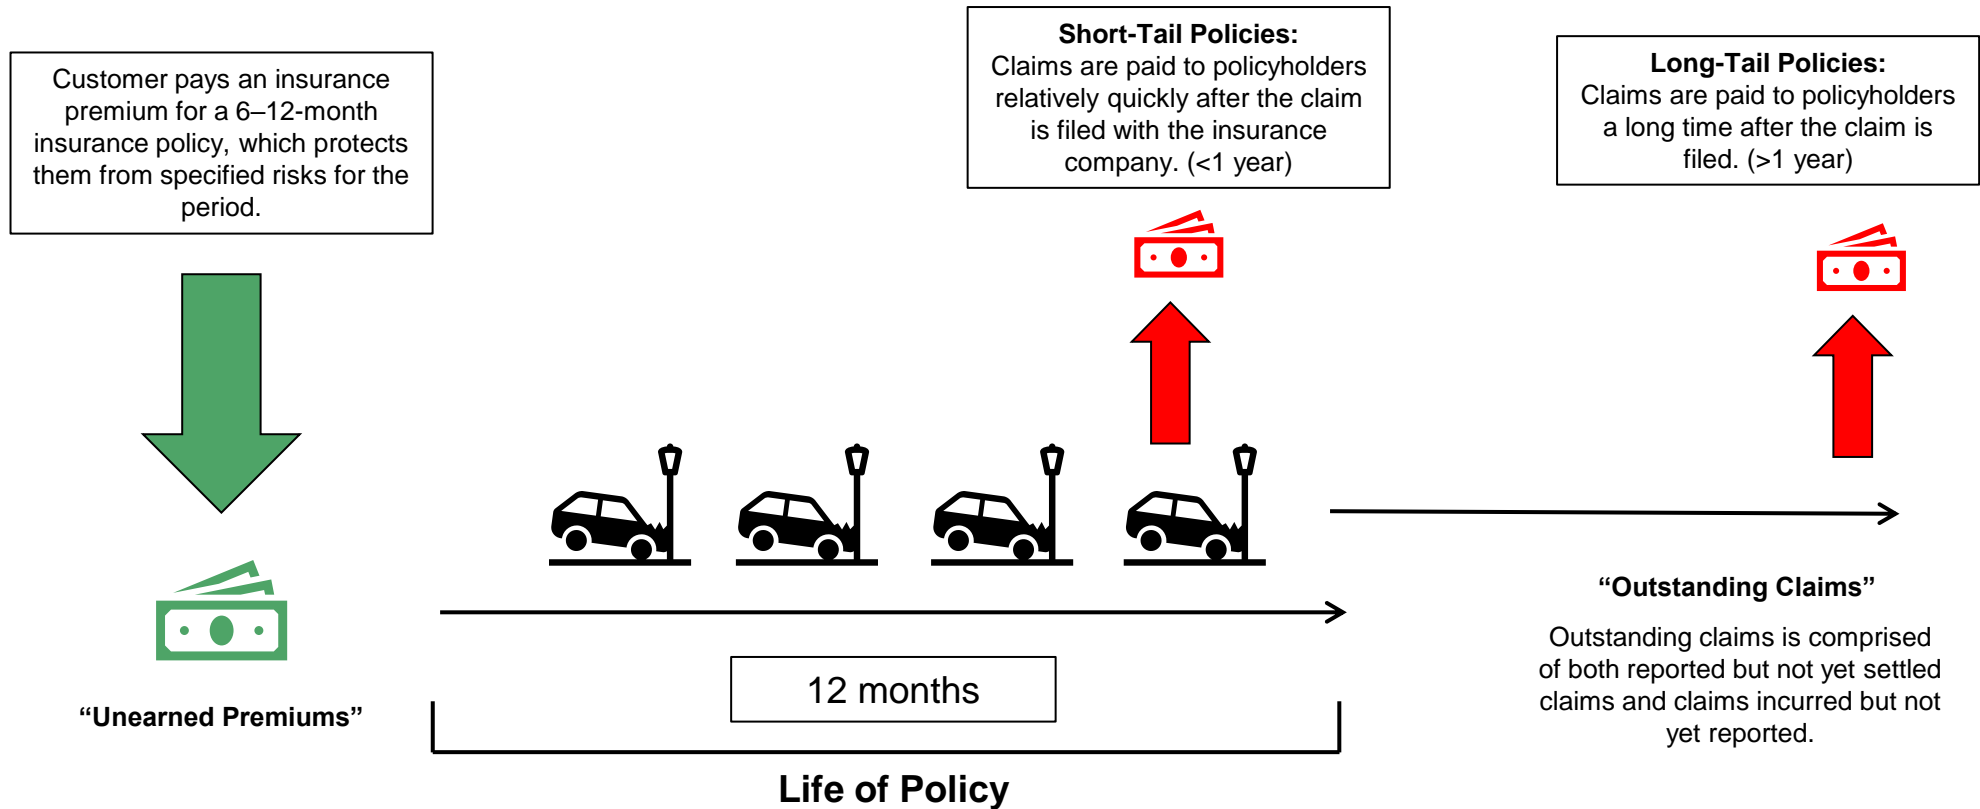 Customer pays an insurance
premium for a 6–12-month
insurance policy, which protects
them from specified risks for the
period.
Short-Tail Policies:
Claims are paid to policyholders
relatively quickly after the claim
is filed with the insurance
company. (<1 year)
Long-Tail Policies:
Claims are paid to policyholders
a long time after the claim is
filed. (>1 year)
“Unearned Premiums”
12 months
Life of Policy
“Outstanding Claims”
Outstanding claims is comprised
of both reported but not yet settled
claims and claims incurred but not
yet reported.